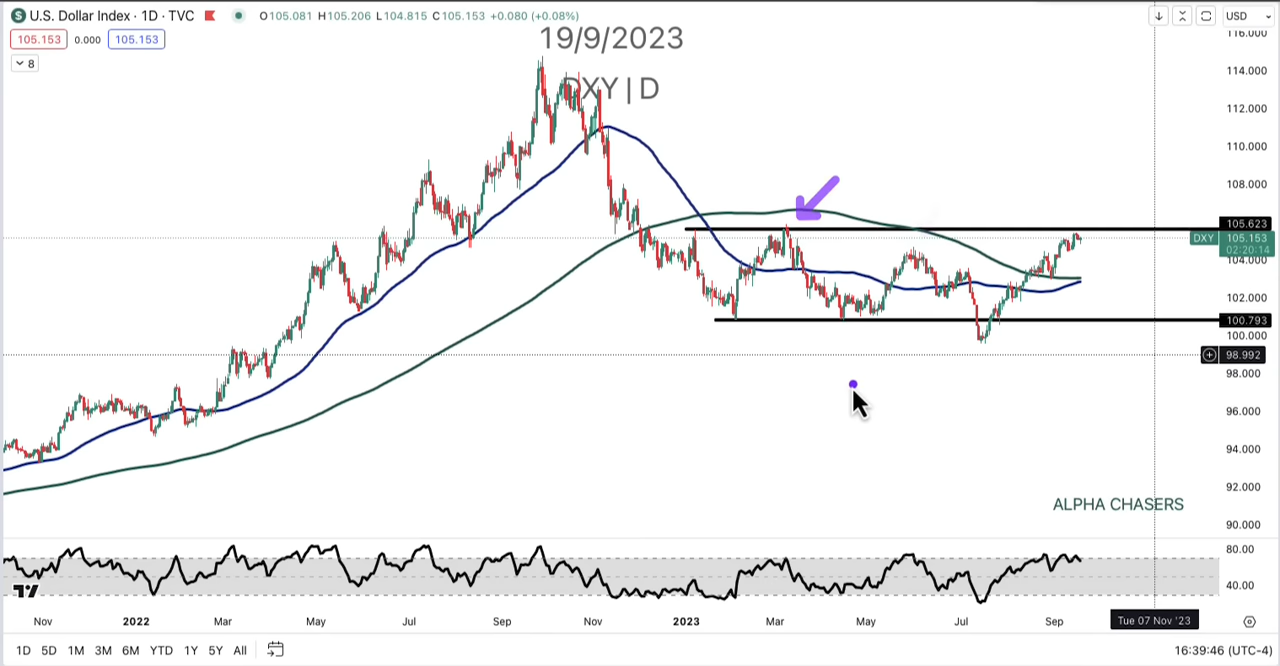 U.S. Dollar Index · 1D · TVC O105.081 H105.206 L104.815 C105.153 +0.080 (+0.08%)
105.153 0.000 105.153
8
19/9/2023
DXY | D
USD
116.000
114.000
112.000
110.000
108.000
105.623
DXY 105.153
02:20:14
104.000
102.000
100.793
100.000
98.992
98.000
96.000
94.000
92.000
90.000
ALPHA CHASERS
80.00
40.00
Nov 2022 Mar May Jul Sep Nov 2023 Mar May Jul Sep Tue 07 Nov '23
1D 5D 1M 3M 6M YTD 1Y 5Y All 16:39:46 (UTC-4)